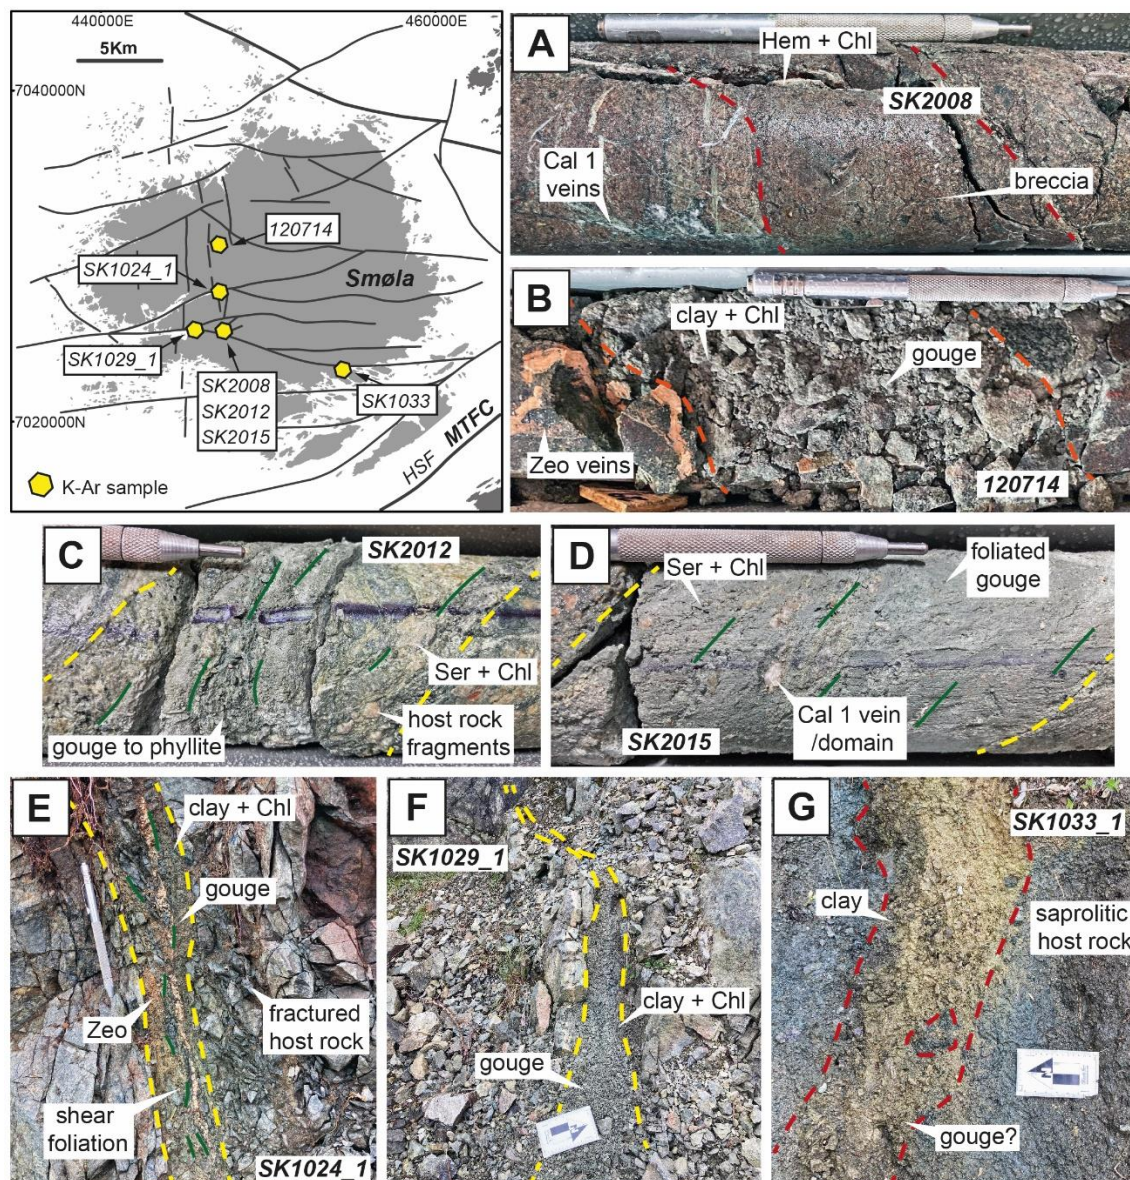 440000E
460000E
5Km
7040000N
120714
SK1024_1
Smøla
SK1029_1
SK2008
SK2012
SK2015
SK1033
7020000N
HSF
MTFC
K-Ar sample
A
Hem + Chl
SK2008
Cal 1
veins
breccia
B
clay + Chl
gouge
Zeo veins
120714
C
SK2012
Ser + Chl
gouge to phyllite
host rock
fragments
D
Ser + Chl
foliated
gouge
Cal 1 vein
/domain
SK2015
E
clay + Chl
gouge
Zeo
fractured
host rock
shear
foliation
SK1024_1
F
SK1029_1
clay + Chl
gouge
G
SK1033_1
clay
saprolitic
host rock
gouge?